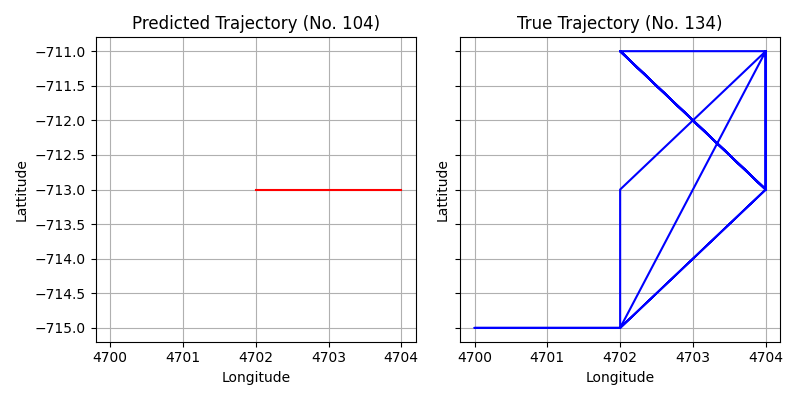 Predicted Trajectory (No. 104)
True Trajectory (No. 134)
−711.0
−711.5
−712.0
−712.5
−713.0
−713.5
−714.0
−714.5
−715.0
Lattitude
Lattitude
4700 4701 4702 4703 4704
4700 4701 4702 4703 4704
Longitude
Longitude